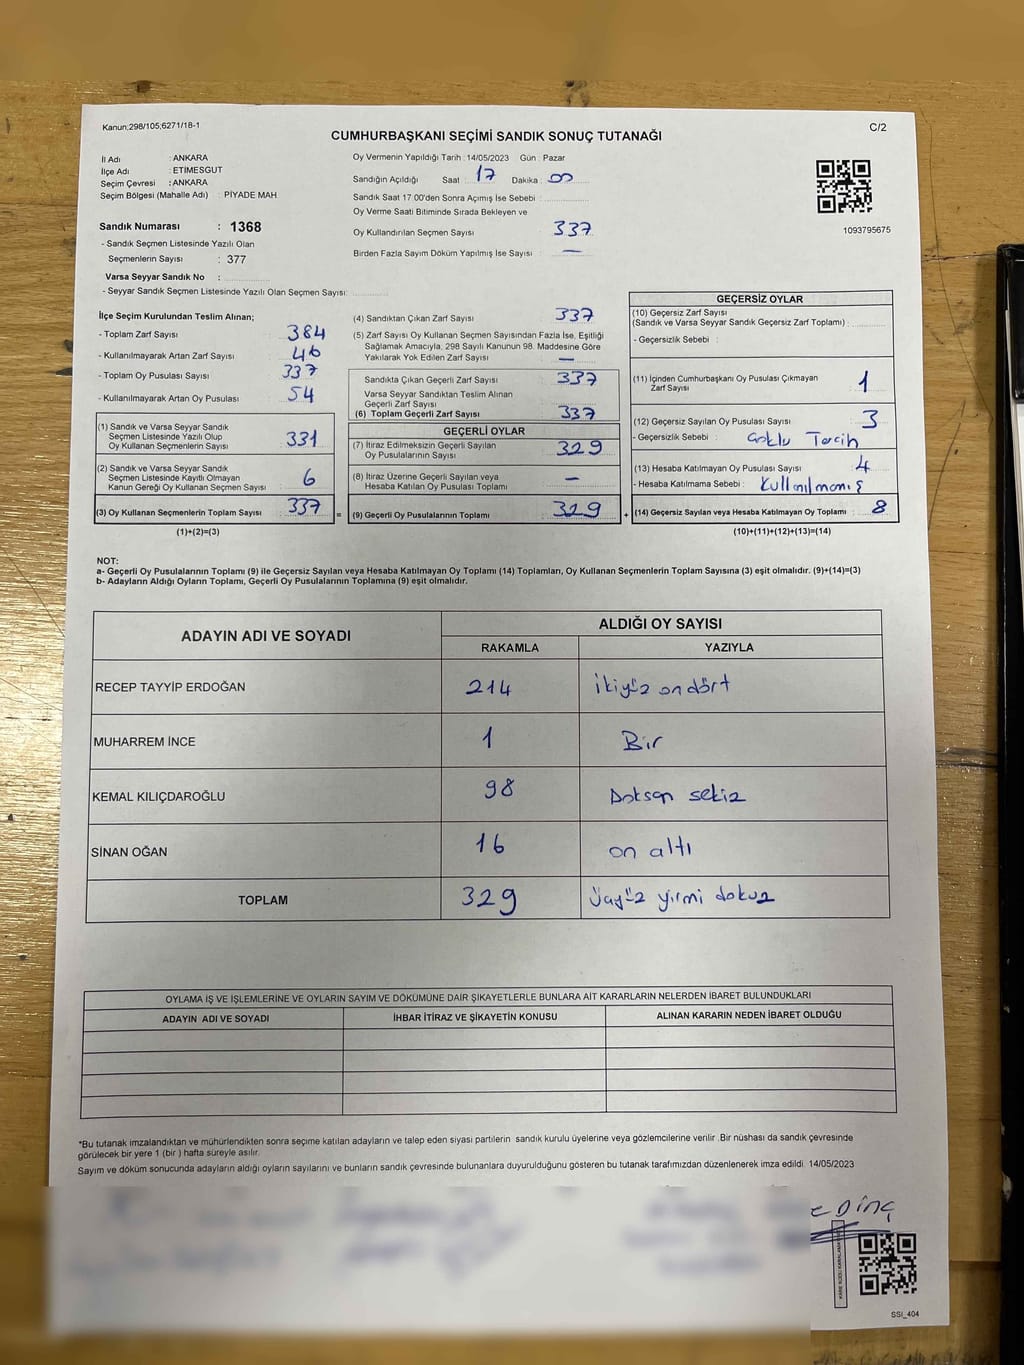 Kanun;298/105;6271/18-1
C/2
CUMHURBAŞKANI SEÇİMİ SANDIK SONUÇ TUTANAĞI
İl Adı : ANKARA
İlçe Adı : ETIMESGUT
Seçim Çevresi : ANKARA
Seçim Bölgesi (Mahalle Adı) : PİYADE MAH
Sandık Numarası : 1368
- Sandık Seçmen Listesinde Yazılı Olan
Seçmenlerin Sayısı : 377
Varsa Seyyar Sandık No :
- Seyyar Sandık Seçmen Listesinde Yazılı Olan Seçmen Sayısı:
Oy Vermenin Yapıldığı Tarih : 14/05/2023 Gün : Pazar
Sandığın Açıldığı Saat : 17 Dakika : 00
Sandık Saat 17.00'den Sonra Açımış İse Sebebi :
Oy Verme Saati Bitiminde Sırada Bekleyen ve
Oy Kullandırılan Seçmen Sayısı 337
Birden Fazla Sayım Döküm Yapılmış İse Sayısı : —
1093795675
İlçe Seçim Kurulundan Teslim Alınan;
- Toplam Zarf Sayısı 384
- Kullanılmayarak Artan Zarf Sayısı 46
- Toplam Oy Pusulası Sayısı 337
- Kullanılmayarak Artan Oy Pusulası 54
(1) Sandık ve Varsa Seyyar Sandık
Seçmen Listesinde Yazılı Olup
Oy Kullanan Seçmenlerin Sayısı 331
(2) Sandık ve Varsa Seyyar Sandık
Seçmen Listesinde Kayıtlı Olmayan
Kanun Gereği Oy Kullanan Seçmen Sayısı 6
(3) Oy Kullanan Seçmenlerin Toplam Sayısı 337
(1)+(2)=(3)
=
(4) Sandıktan Çıkan Zarf Sayısı 337
(5) Zarf Sayısı Oy Kullanan Seçmen Sayısından Fazla İse, Eşitliği
Sağlamak Amacıyla, 298 Sayılı Kanunun 98. Maddesine Göre
Yakılarak Yok Edilen Zarf Sayısı —
Sandıkta Çıkan Geçerli Zarf Sayısı 337
Varsa Seyyar Sandıktan Teslim Alınan
Geçerli Zarf Sayısı
(6) Toplam Geçerli Zarf Sayısı 337
GEÇERLİ OYLAR
(7) İtiraz Edilmeksizin Geçerli Sayılan
Oy Pusulalarının Sayısı 329
(8) İtiraz Üzerine Geçerli Sayılan veya
Hesaba Katılan Oy Pusulası Toplamı —
(9) Geçerli Oy Pusulalarının Toplamı 329
+
GEÇERSİZ OYLAR
(10) Geçersiz Zarf Sayısı
(Sandık ve Varsa Seyyar Sandık Geçersiz Zarf Toplamı) :
- Geçersizlik Sebebi :
(11) İçinden Cumhurbaşkanı Oy Pusulası Çıkmayan
Zarf Sayısı 1
(12) Geçersiz Sayılan Oy Pusulası Sayısı 3
- Geçersizlik Sebebi : Çoklu Tercih
(13) Hesaba Katılmayan Oy Pusulası Sayısı 4
- Hesaba Katılmama Sebebi : Kullanılmamış
(14) Geçersiz Sayılan veya Hesaba Katılmayan Oy Toplamı : 8
(10)+(11)+(12)+(13)=(14)
NOT:
a- Geçerli Oy Pusulalarının Toplamı (9) ile Geçersiz Sayılan veya Hesaba Katılmayan Oy Toplamı (14) Toplamları, Oy Kullanan Seçmenlerin Toplam Sayısına (3) eşit olmalıdır. (9)+(14)=(3)
b- Adayların Aldığı Oyların Toplamı, Geçerli Oy Pusulalarının Toplamına (9) eşit olmalıdır.
ADAYIN ADI VE SOYADI
ALDIĞI OY SAYISI
RAKAMLA YAZIYLA
RECEP TAYYİP ERDOĞAN 214 ikiyüz ondört
MUHARREM İNCE 1 Bir
KEMAL KILIÇDAROĞLU 98 Doksan sekiz
SİNAN OĞAN 16 on altı
TOPLAM 329 üçyüz yirmi dokuz
OYLAMA İŞ VE İŞLEMLERİNE VE OYLARIN SAYIM VE DÖKÜMÜNE DAİR ŞİKAYETLERLE BUNLARA AİT KARARLARIN NELERDEN İBARET BULUNDUKLARI
ADAYIN ADI VE SOYADI İHBAR İTİRAZ VE ŞİKAYETİN KONUSU ALINAN KARARIN NEDEN İBARET OLDUĞU
*Bu tutanak imzalandıktan ve mühürlendikten sonra seçime katılan adayların ve talep eden siyasi partilerin sandık kurulu üyelerine veya gözlemcilerine verilir .Bir nüshası da sandık çevresinde
görülecek bir yere 1 (bir ) hafta süreyle asılır.
Sayım ve döküm sonucunda adayların aldığı oyların sayılarını ve bunların sandık çevresinde bulunanlara duyurulduğunu gösteren bu tutanak tarafımızdan düzenlenerek imza edildi. 14/05/2023
Dinç
SSI_404